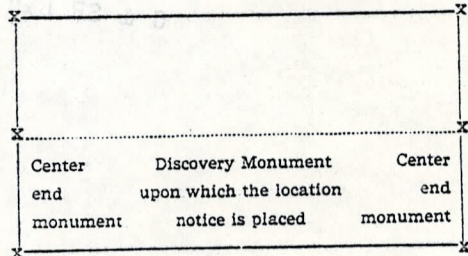 X X
X X
Center Discovery Monument Center
end upon which the location end
monument notice is placed monument
X X